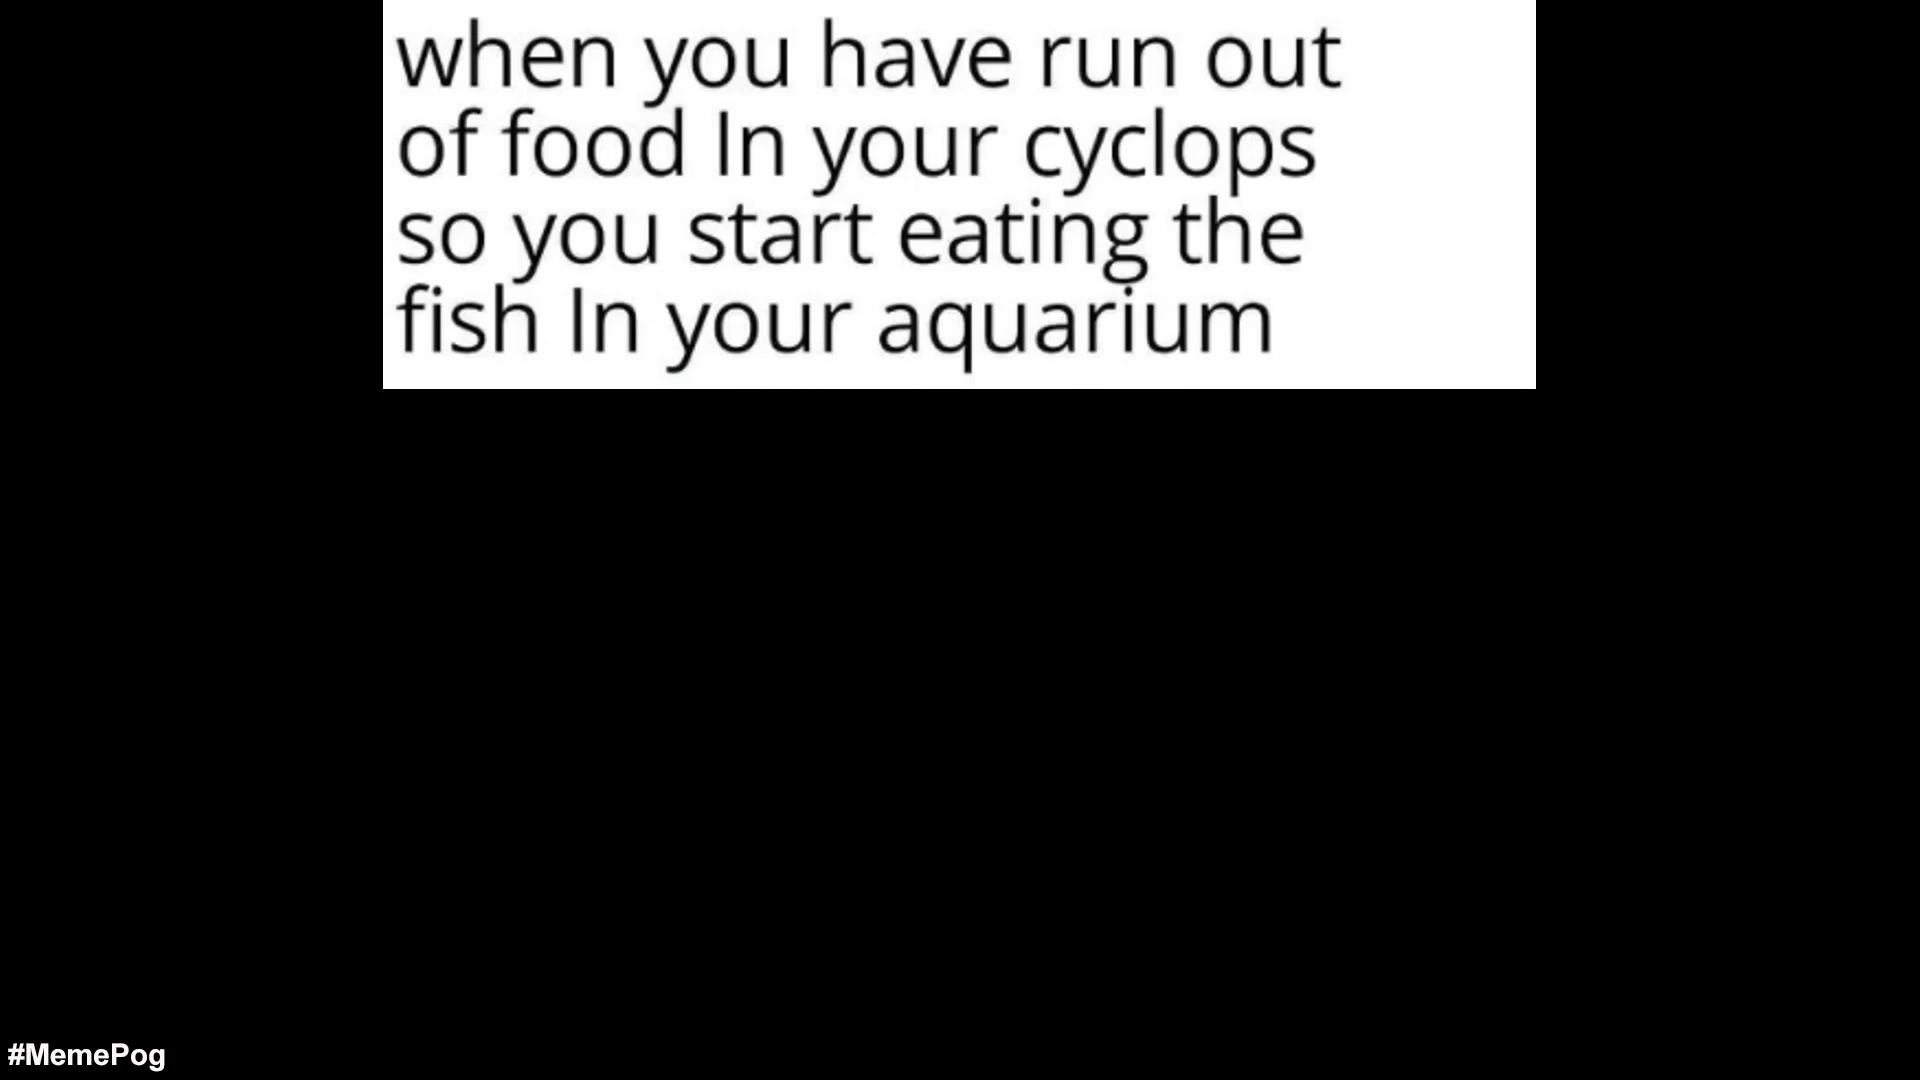 when you have run out
of food In your cyclops
so you start eating the
fish In your aquarium
#MemePog